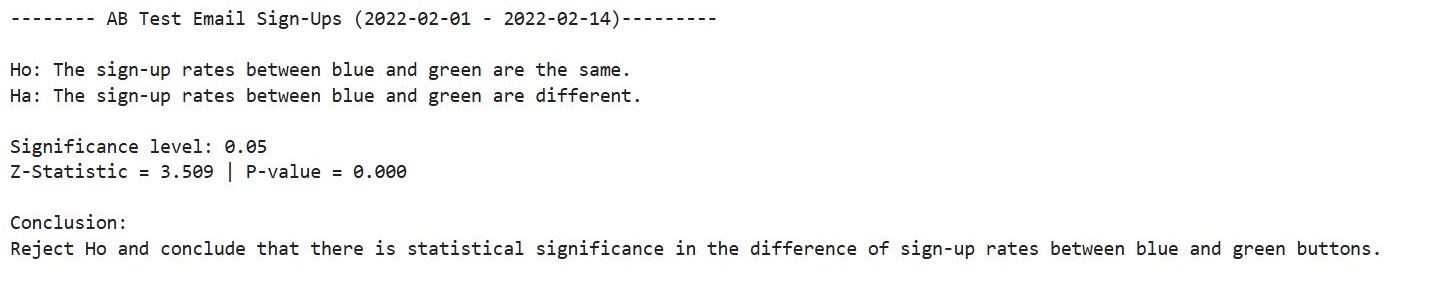 -------- AB Test Email Sign-Ups (2022-02-01 - 2022-02-14)---------
Ho: The sign-up rates between blue and green are the same.
Ha: The sign-up rates between blue and green are different.
Significance level: 0.05
Z-Statistic = 3.509 | P-value = 0.000
Conclusion:
Reject Ho and conclude that there is statistical significance in the difference of sign-up rates between blue and green buttons.